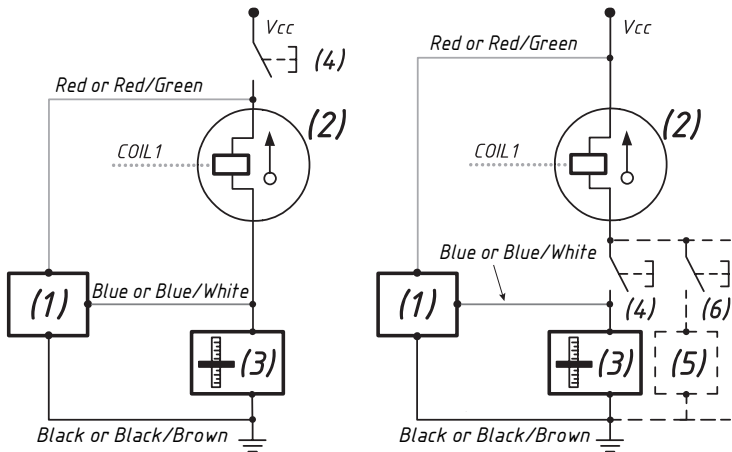 Vcc
(4)
Red or Red/Green
(2)
COIL1
Blue or Blue/White
(1)
(3)
Black or Black/Brown
Vcc
Red or Red/Green
(2)
COIL1
Blue or Blue/White
(1)
(4)
(6)
(3)
(5)
Black or Black/Brown